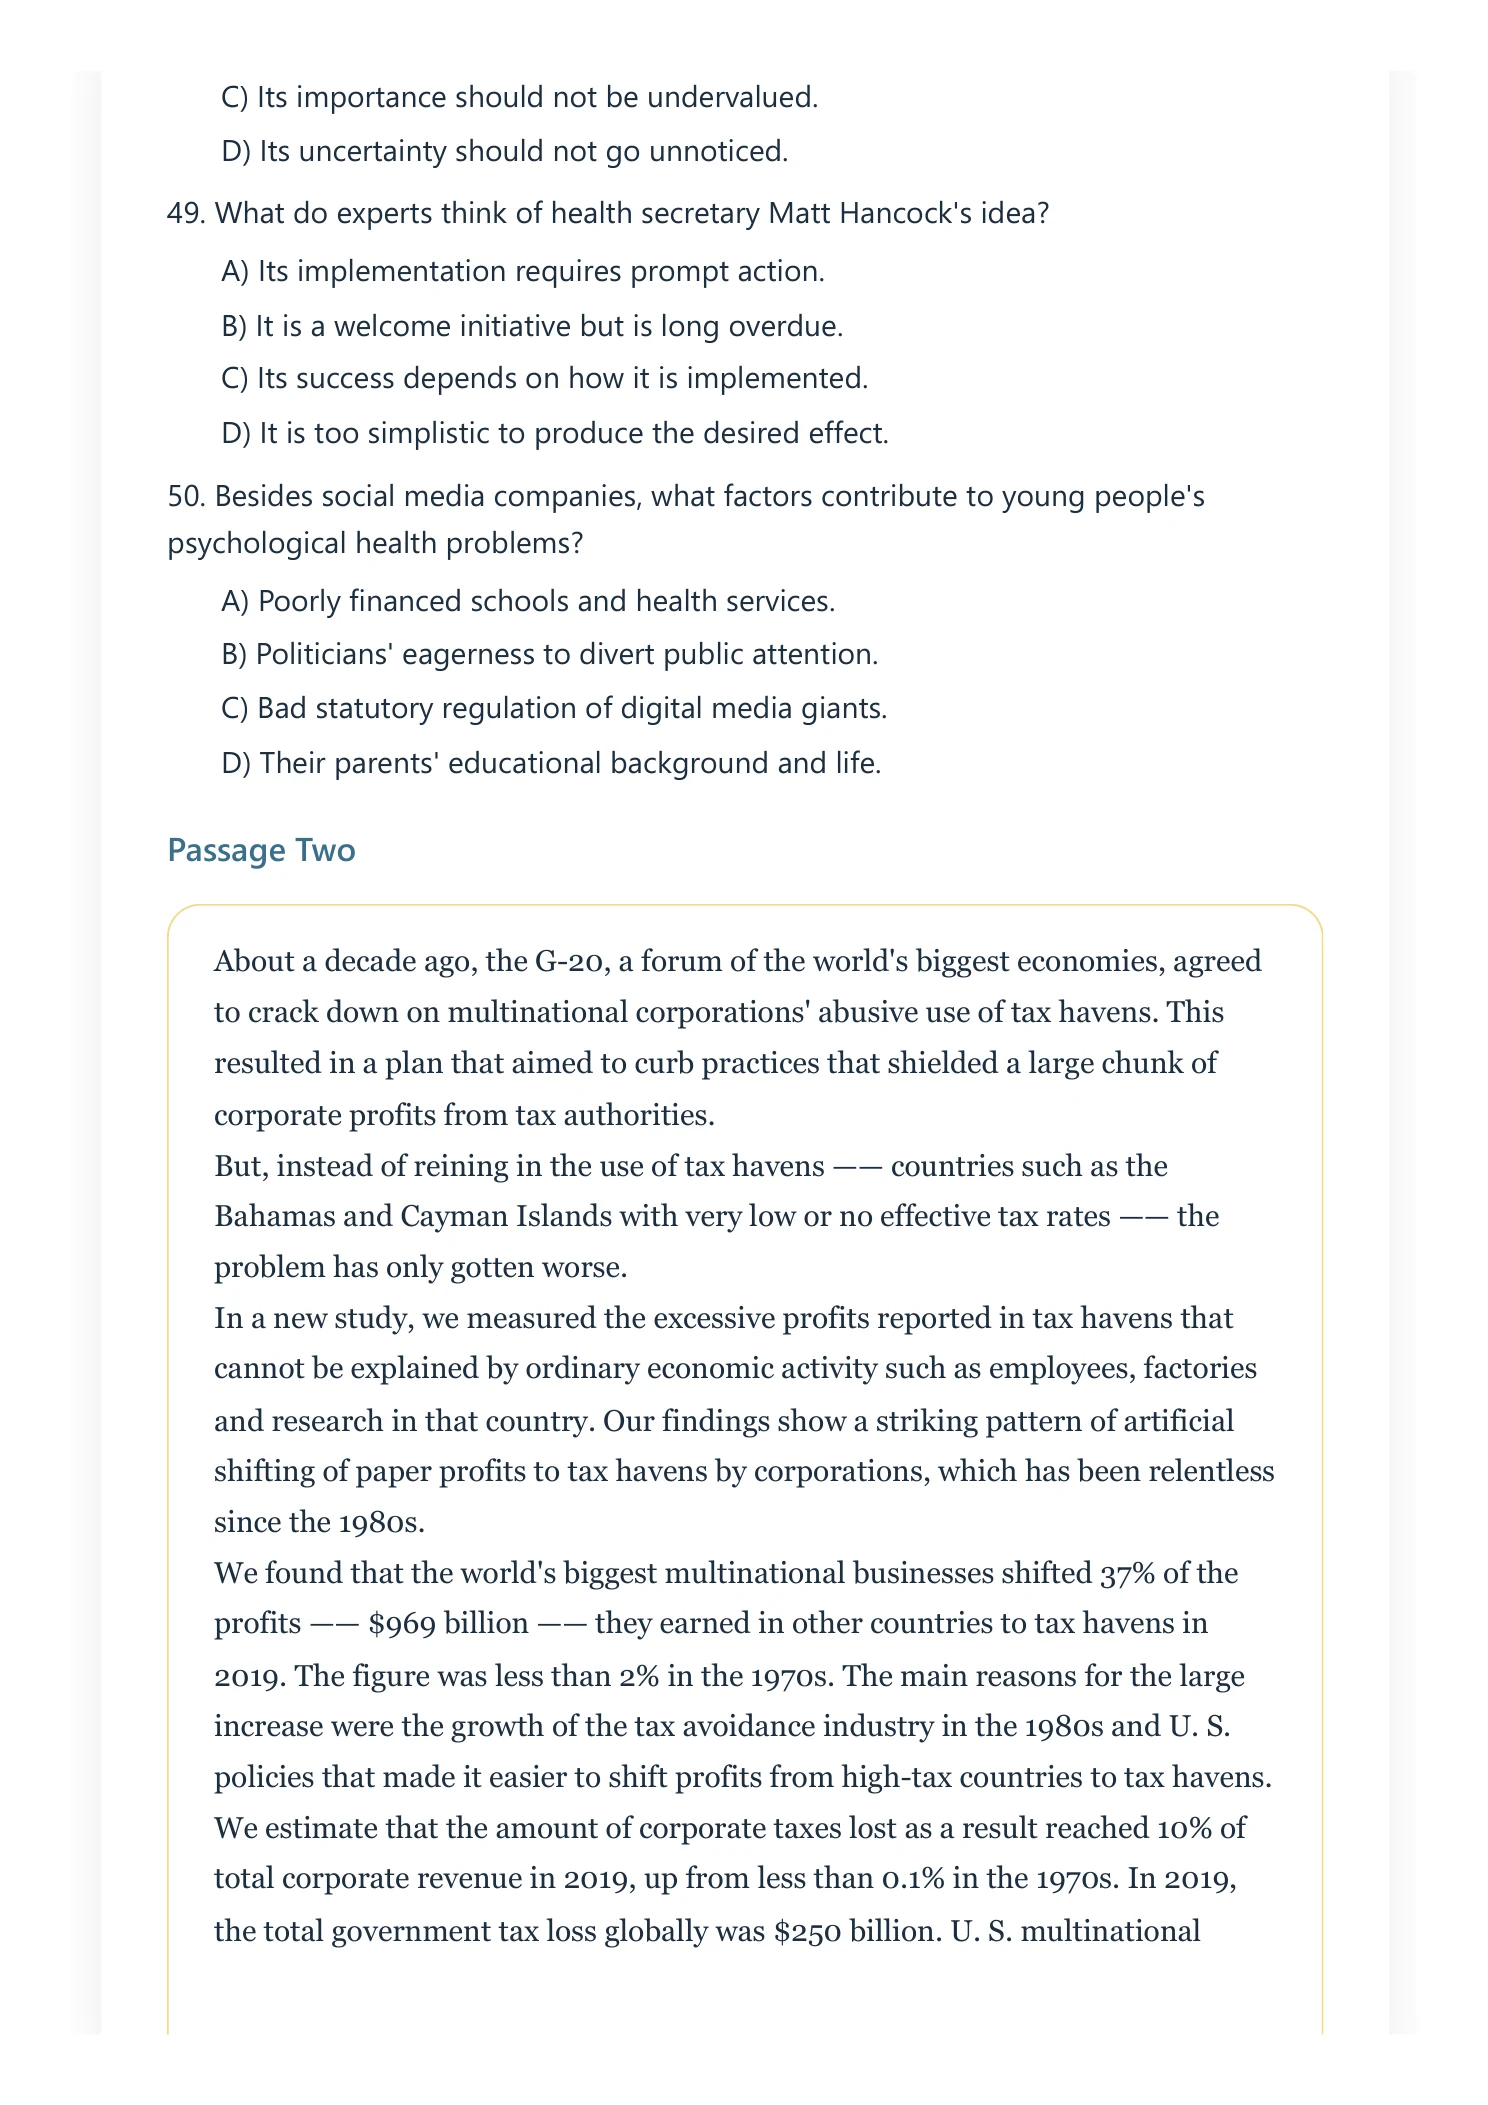 C) Its importance should not be undervalued.
D) Its uncertainty should not go unnoticed.
49. What do experts think of health secretary Matt Hancock's idea?
A) Its implementation requires prompt action.
B) It is a welcome initiative but is long overdue.
C) Its success depends on how it is implemented.
D) It is too simplistic to produce the desired effect.
50. Besides social media companies, what factors contribute to young people's
psychological health problems?
A) Poorly financed schools and health services.
B) Politicians' eagerness to divert public attention.
C) Bad statutory regulation of digital media giants.
D) Their parents' educational background and life.
Passage Two
About a decade ago, the G-20, a forum of the world's biggest economies, agreed
to crack down on multinational corporations' abusive use of tax havens. This
resulted in a plan that aimed to curb practices that shielded a large chunk of
corporate profits from tax authorities.
But, instead of reining in the use of tax havens —— countries such as the
Bahamas and Cayman Islands with very low or no effective tax rates —— the
problem has only gotten worse.
In a new study, we measured the excessive profits reported in tax havens that
cannot be explained by ordinary economic activity such as employees, factories
and research in that country. Our findings show a striking pattern of artificial
shifting of paper profits to tax havens by corporations, which has been relentless
since the 1980s.
We found that the world's biggest multinational businesses shifted 37% of the
profits —— $969 billion —— they earned in other countries to tax havens in
2019. The figure was less than 2% in the 1970s. The main reasons for the large
increase were the growth of the tax avoidance industry in the 1980s and U. S.
policies that made it easier to shift profits from high-tax countries to tax havens.
We estimate that the amount of corporate taxes lost as a result reached 10% of
total corporate revenue in 2019, up from less than 0.1% in the 1970s. In 2019,
the total government tax loss globally was $250 billion. U. S. multinational